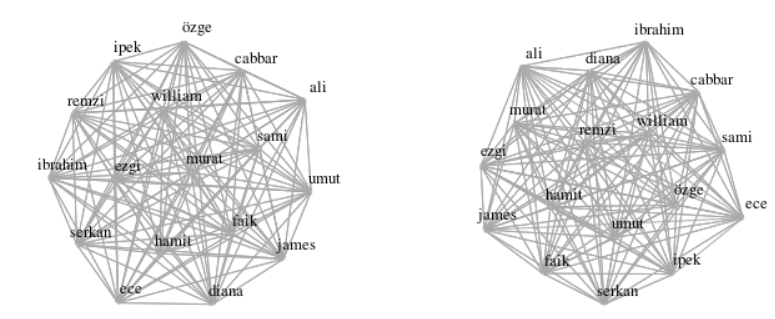 özge
ipek
cabbar
ali
remzi
william
sami
ibrahim
ezgi
murat
umut
serkan
hamit
faik
james
ece
diana
ibrahim
ali
diana
cabbar
murat
remzi
william
sami
ezgi
hamit
özge
ece
james
umut
faik
ipek
serkan